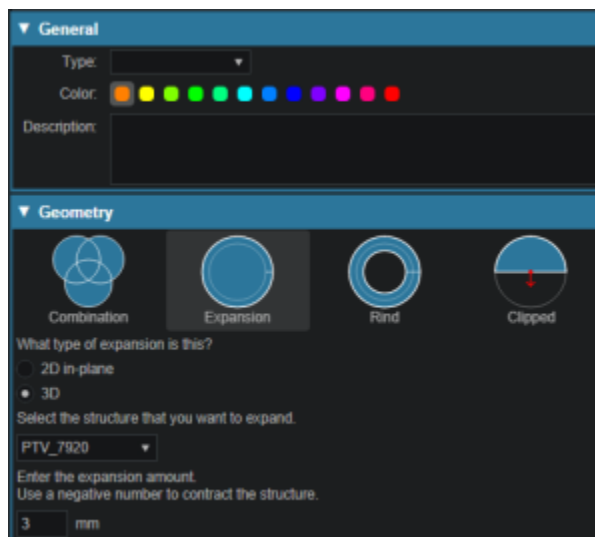 General
Type:
Color:
Description:
Geometry
Combination Expansion Rind Clipped
What type of expansion is this?
2D in-plane
3D
Select the structure that you want to expand.
PTV_7920
Enter the expansion amount.
Use a negative number to contract the structure.
3 mm